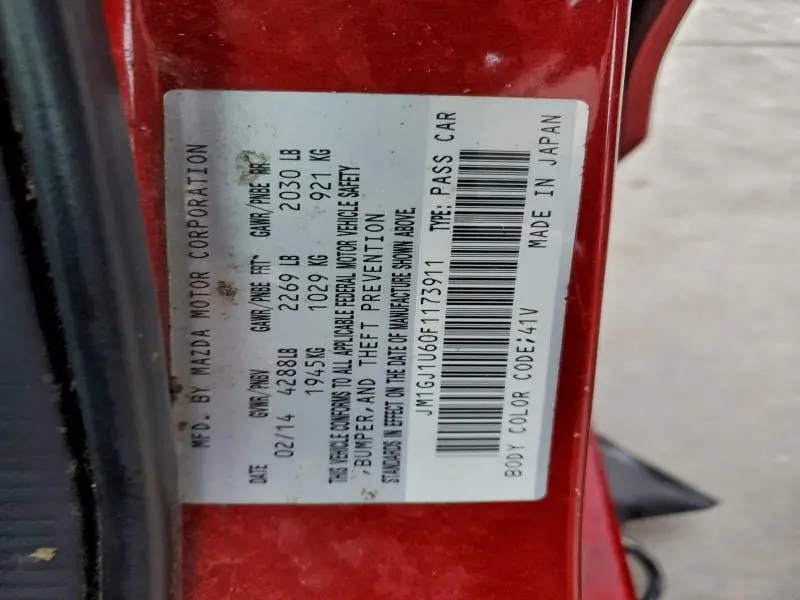 MFD. BY MAZDA MOTOR CORPORATION
DATE GVWR/PNBV GAWR/PNBE FRT GAWR/PNBE RR
02/14 4288LB 2269 LB 2030 LB
1945KG 1029 KG 921 KG
THIS VEHICLE CONFORMS TO ALL APPLICABLE FEDERAL MOTOR VEHICLE SAFETY
,BUMPER,AND THEFT PREVENTION
STANDARDS IN EFFECT ON THE DATE OF MANUFACTURE SHOWN ABOVE.
JM1GJ1U60F1173911 TYPE: PASS CAR
BODY COLOR CODE;41V MADE IN JAPAN